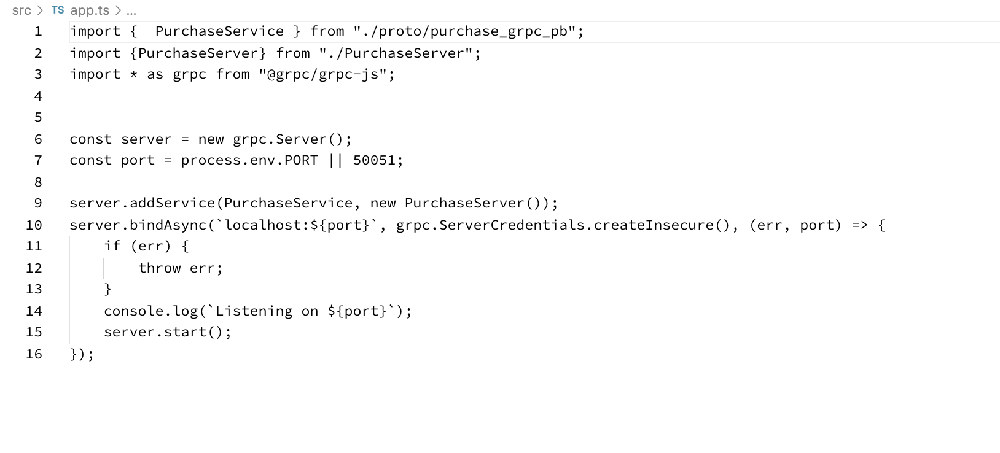 src > TS app.ts > ...
1 import {  PurchaseService } from "./proto/purchase_grpc_pb";
2 import {PurchaseServer} from "./PurchaseServer";
3 import * as grpc from "@grpc/grpc-js";
4
5
6 const server = new grpc.Server();
7 const port = process.env.PORT || 50051;
8
9 server.addService(PurchaseService, new PurchaseServer());
10 server.bindAsync(`localhost:${port}`, grpc.ServerCredentials.createInsecure(), (err, port) => {
11     if (err) {
12         throw err;
13     }
14     console.log(`Listening on ${port}`);
15     server.start();
16 });